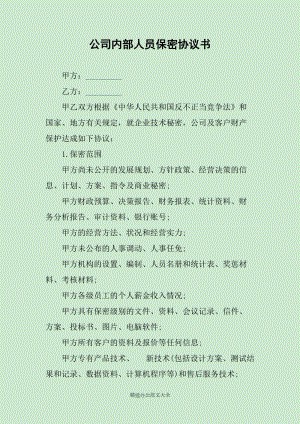 公司内部人员保密协议书
甲方：________
乙方：________
甲乙双方根据《中华人民共和国反不正当竞争法》和
国家、地方有关规定，就企业技术秘密，公司及客户财产
保护达成如下协议：
1.保密范围
甲方尚未公开的发展规划、方针政策、经营决策的信
息、计划、方案、指令及商业秘密;
甲方财政预算、决策报告、财务报表、统计资料、财
务分析报告、审计资料、银行账号;
甲方的经营方法、状况和经营实力;
甲方未公布的人事调动、人事任免;
甲方机构的设置、编制、人员名册和统计表、奖惩材
料、考核材料;
甲方各级员工的个人薪金收入情况;
甲方具有保密级别的文件、资料、会议记录、信件、
方案、投标书、图片、电脑软件;
甲方所有客户的资料及报价等任何信息;
甲方专有产品技术、 新技术(包括设计方案、测试结
果和记录、数据资料、计算机程序等)和售后服务技术;